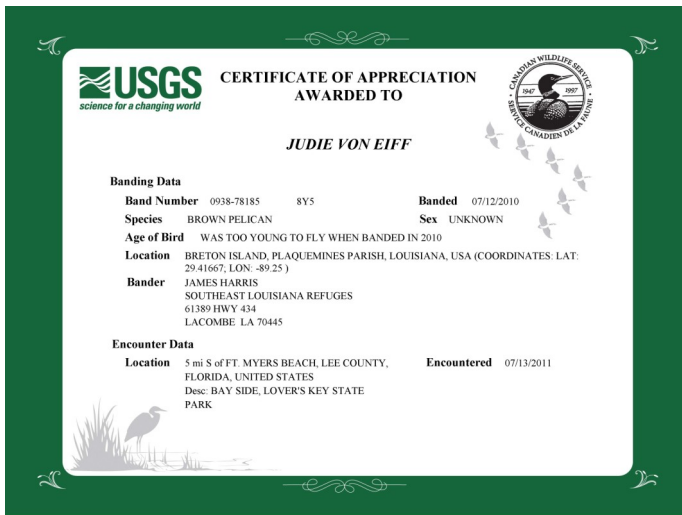 USGS
science for a changing world
CERTIFICATE OF APPRECIATION
AWARDED TO
CANADIAN WILDLIFE SERVICE
1947 1997
SERVICE CANADIEN DE LA FAUNE
JUDIE VON EIFF
Banding Data
Band Number 0938-78185 8Y5 Banded 07/12/2010
Species BROWN PELICAN Sex UNKNOWN
Age of Bird WAS TOO YOUNG TO FLY WHEN BANDED IN 2010
Location BRETON ISLAND, PLAQUEMINES PARISH, LOUISIANA, USA (COORDINATES: LAT:
29.41667; LON: -89.25 )
Bander JAMES HARRIS
SOUTHEAST LOUISIANA REFUGES
61389 HWY 434
LACOMBE LA 70445
Encounter Data
Location 5 mi S of FT. MYERS BEACH, LEE COUNTY, Encountered 07/13/2011
FLORIDA, UNITED STATES
Desc: BAY SIDE, LOVER'S KEY STATE
PARK